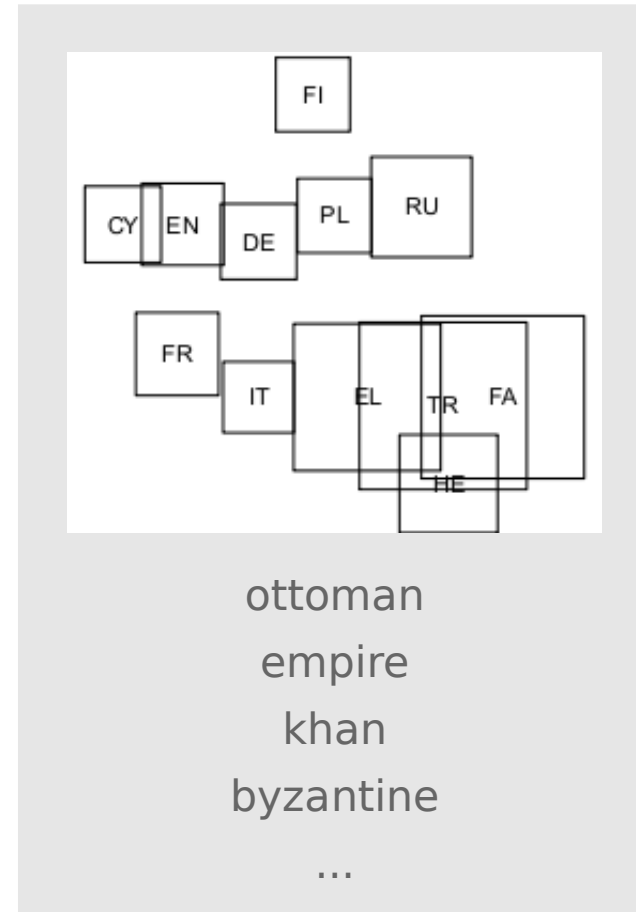 FI
CY EN DE PL RU
FR IT EL TR FA
HE
ottoman
empire
khan
byzantine
...